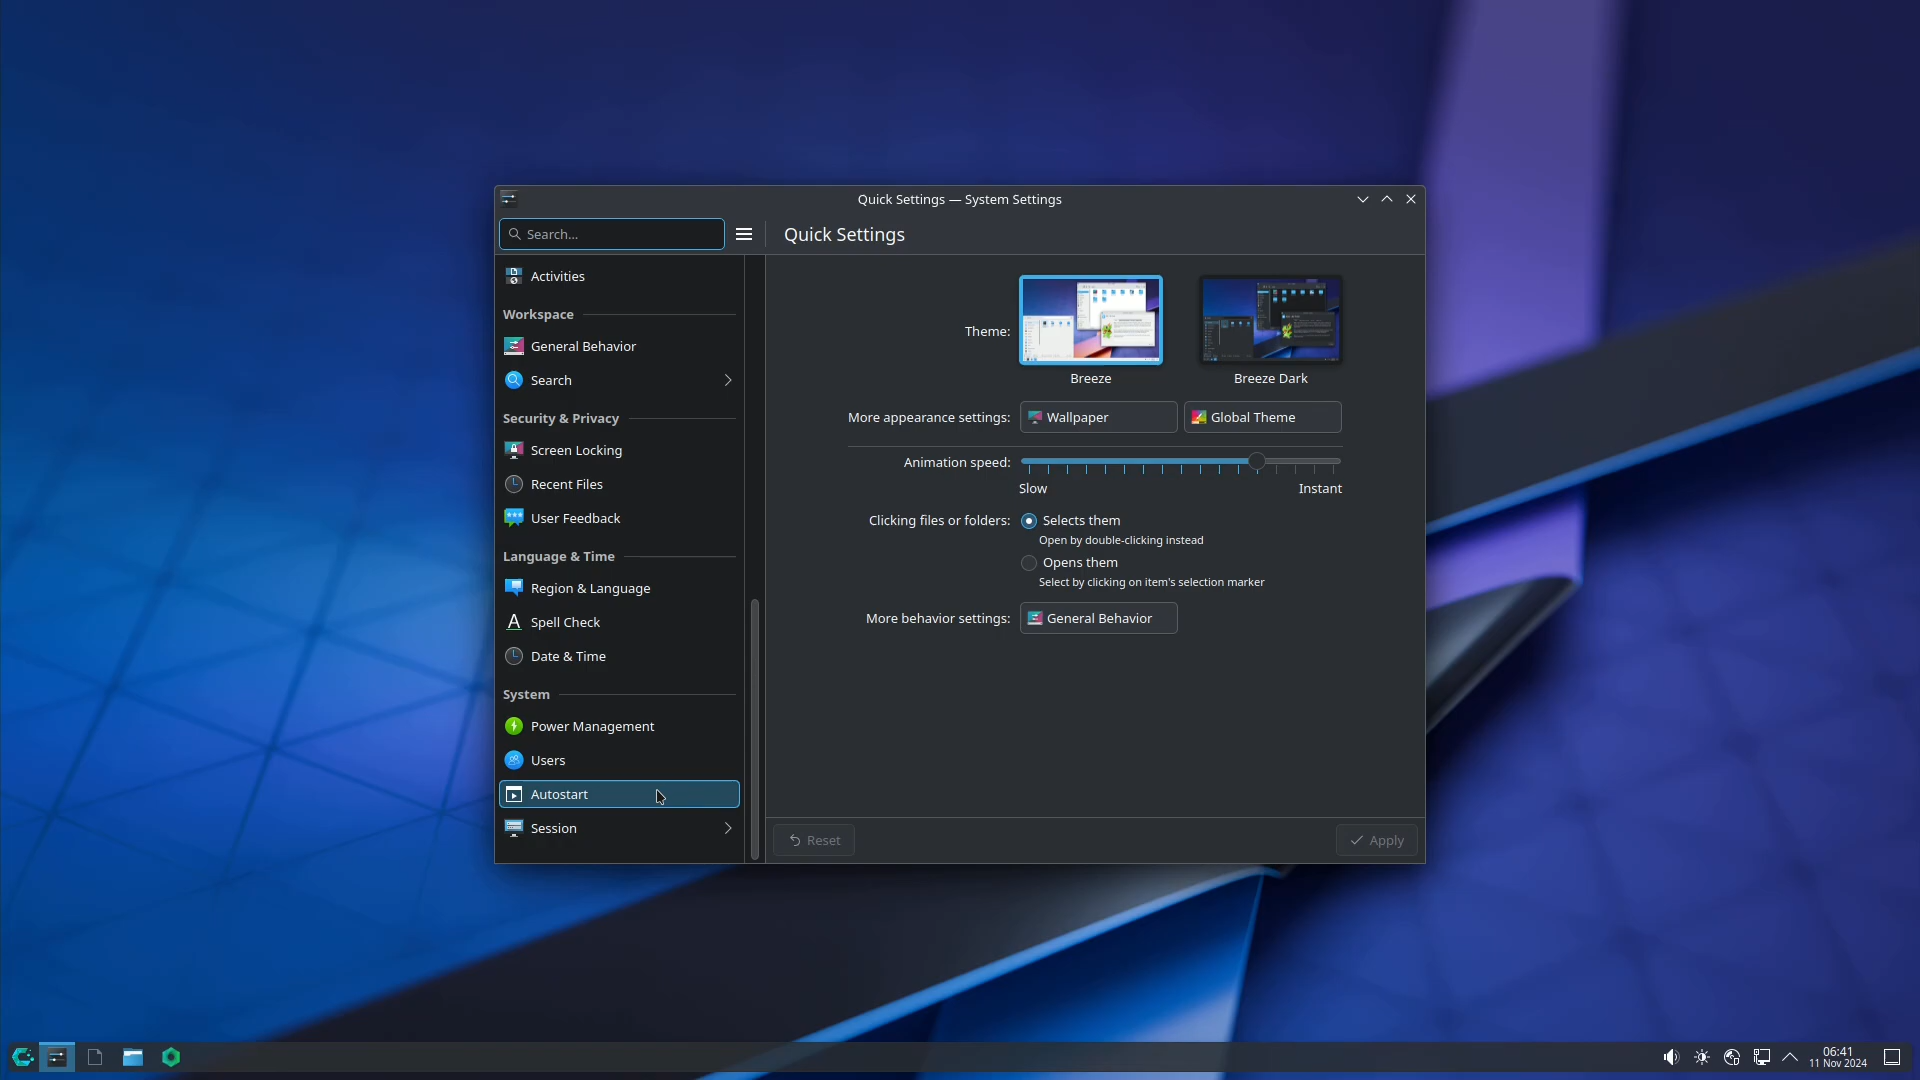 Quick Settings — System Settings
Search...
Quick Settings
Activities
Workspace
General Behavior
Search
Security & Privacy
Screen Locking
Recent Files
User Feedback
Language & Time
Region & Language
Spell Check
Date & Time
System
Power Management
Users
Autostart
Session
Theme:
Breeze
Breeze Dark
More appearance settings:
Wallpaper
Global Theme
Animation speed:
Slow
Instant
Clicking files or folders:
Selects them
Open by double-clicking instead
Opens them
Select by clicking on item's selection marker
More behavior settings:
General Behavior
Reset
Apply
06:41
11 Nov 2024